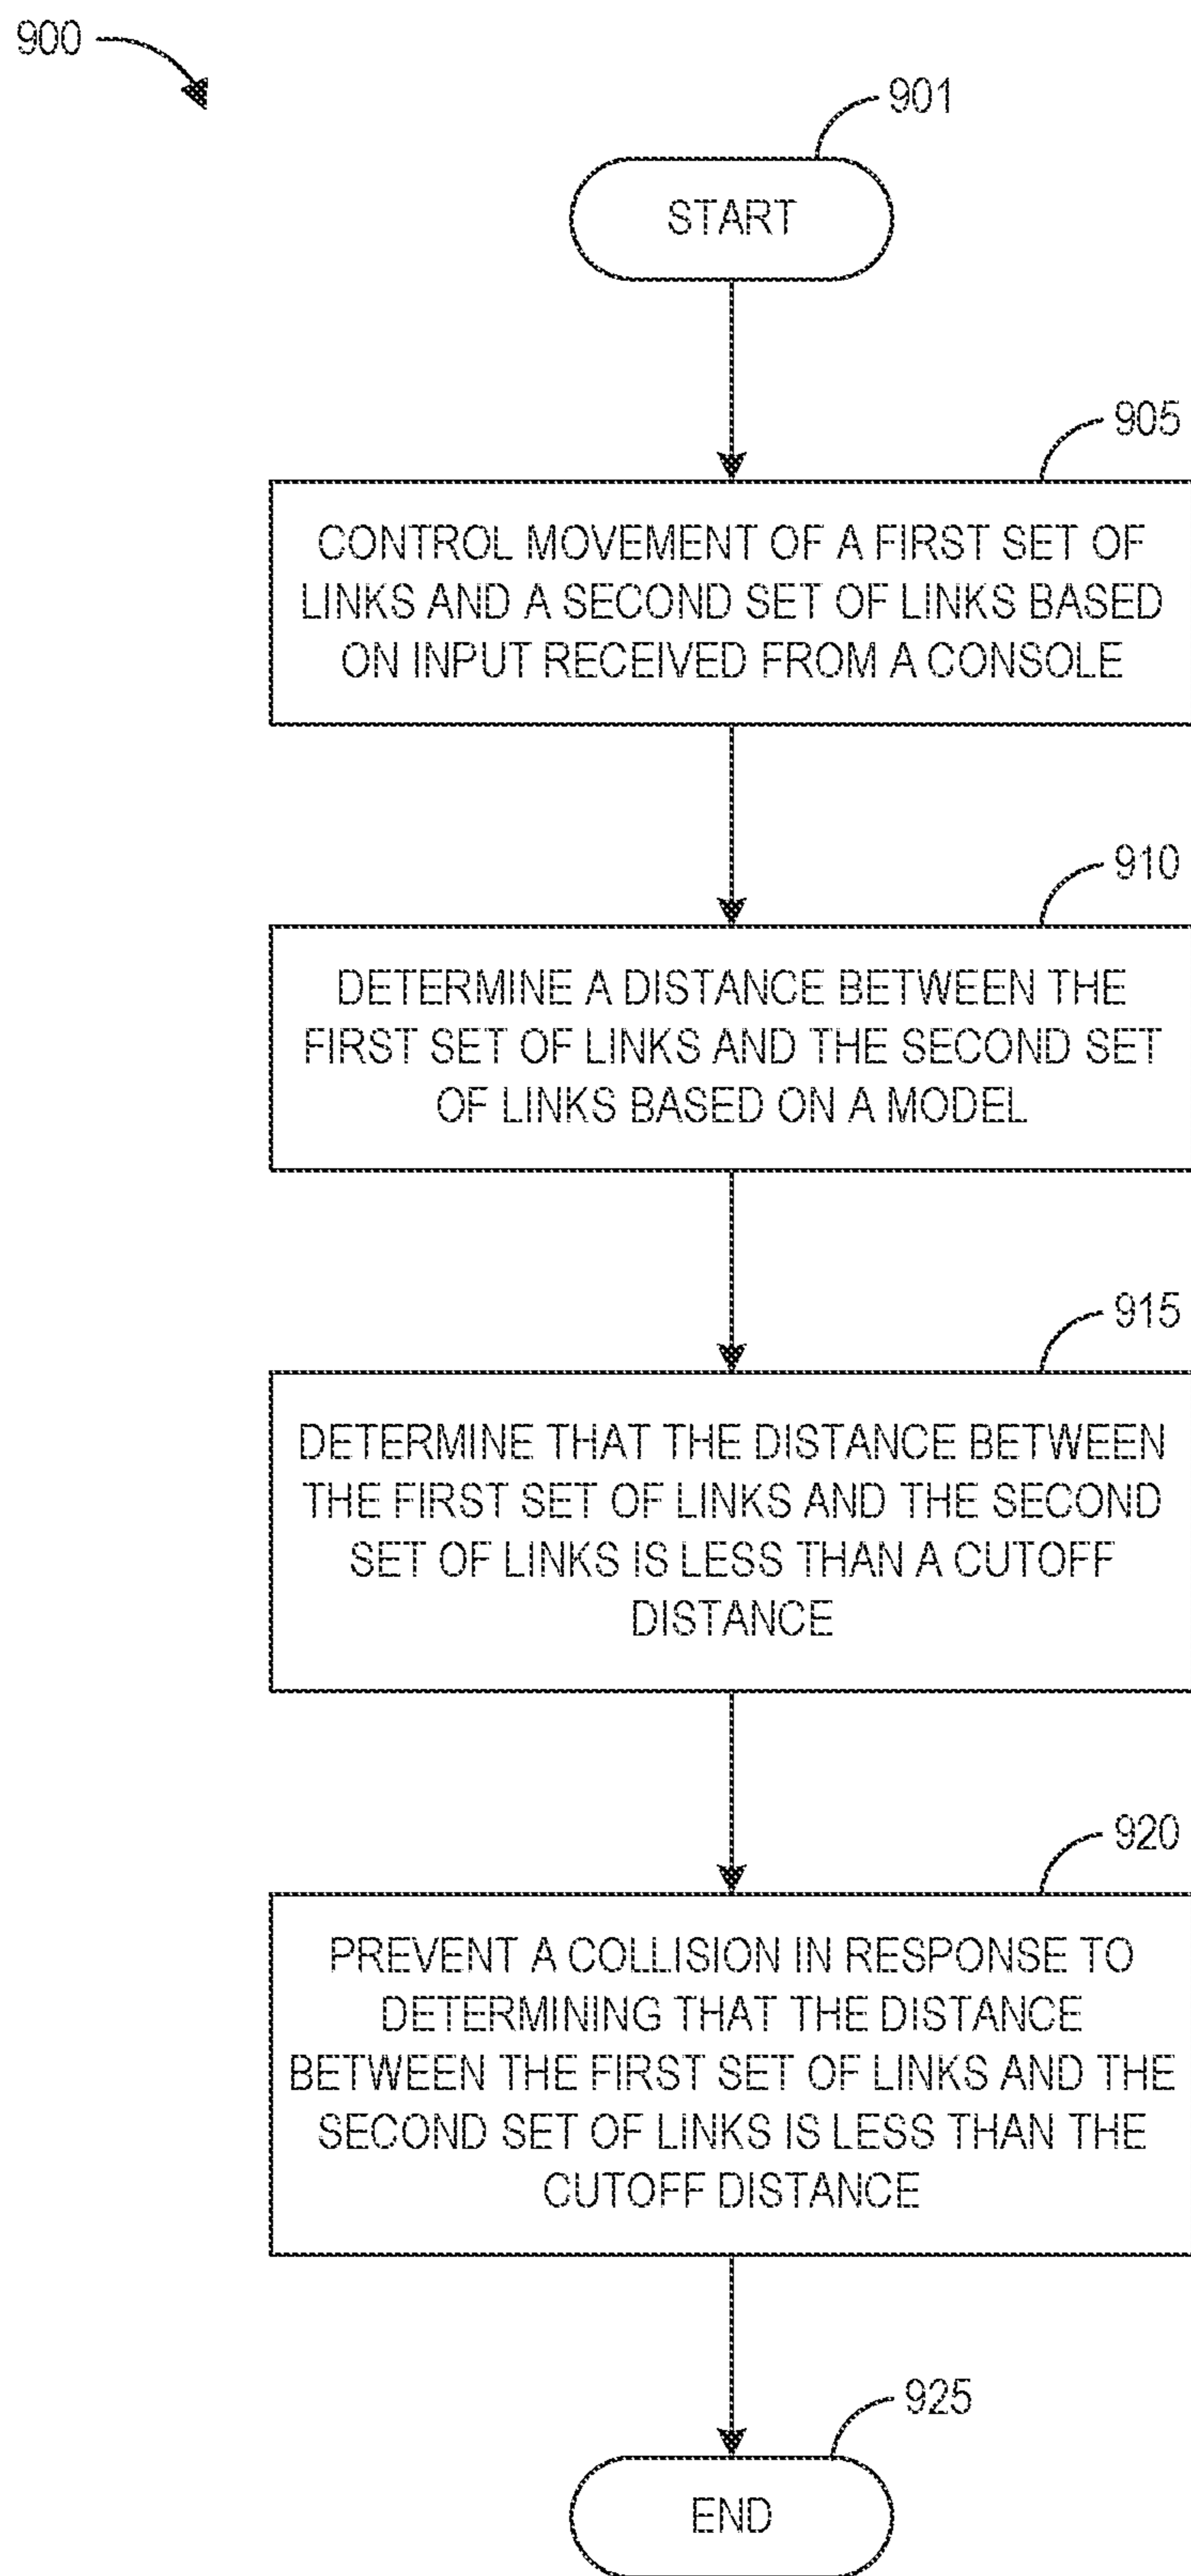 900
901
START
905
CONTROL MOVEMENT OF A FIRST SET OF
LINKS AND A SECOND SET OF LINKS BASED
ON INPUT RECEIVED FROM A CONSOLE
910
DETERMINE A DISTANCE BETWEEN THE
FIRST SET OF LINKS AND THE SECOND SET
OF LINKS BASED ON A MODEL
915
DETERMINE THAT THE DISTANCE BETWEEN
THE FIRST SET OF LINKS AND THE SECOND
SET OF LINKS IS LESS THAN A CUTOFF
DISTANCE
920
PREVENT A COLLISION IN RESPONSE TO
DETERMINING THAT THE DISTANCE
BETWEEN THE FIRST SET OF LINKS AND THE
SECOND SET OF LINKS IS LESS THAN THE
CUTOFF DISTANCE
925
END